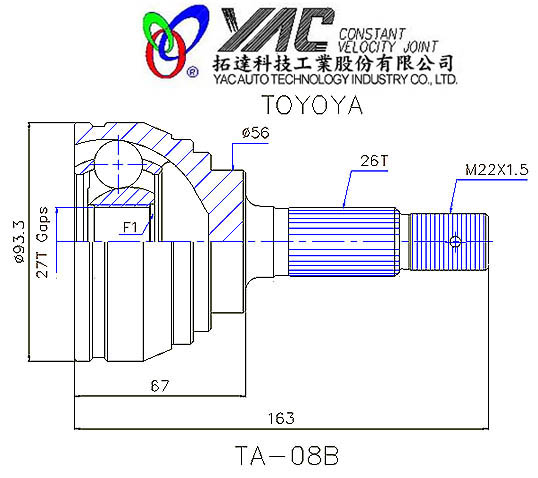 YAC CONSTANT
VELOCITY JOINT
®
拓達科技工業股份有限公司
YAC AUTO TECHNOLOGY INDUSTRY CO., LTD.
TOYOYA
ø56
26T
M22X1.5
ø93.3
27T Gaps
F1
67
163
TA-08B